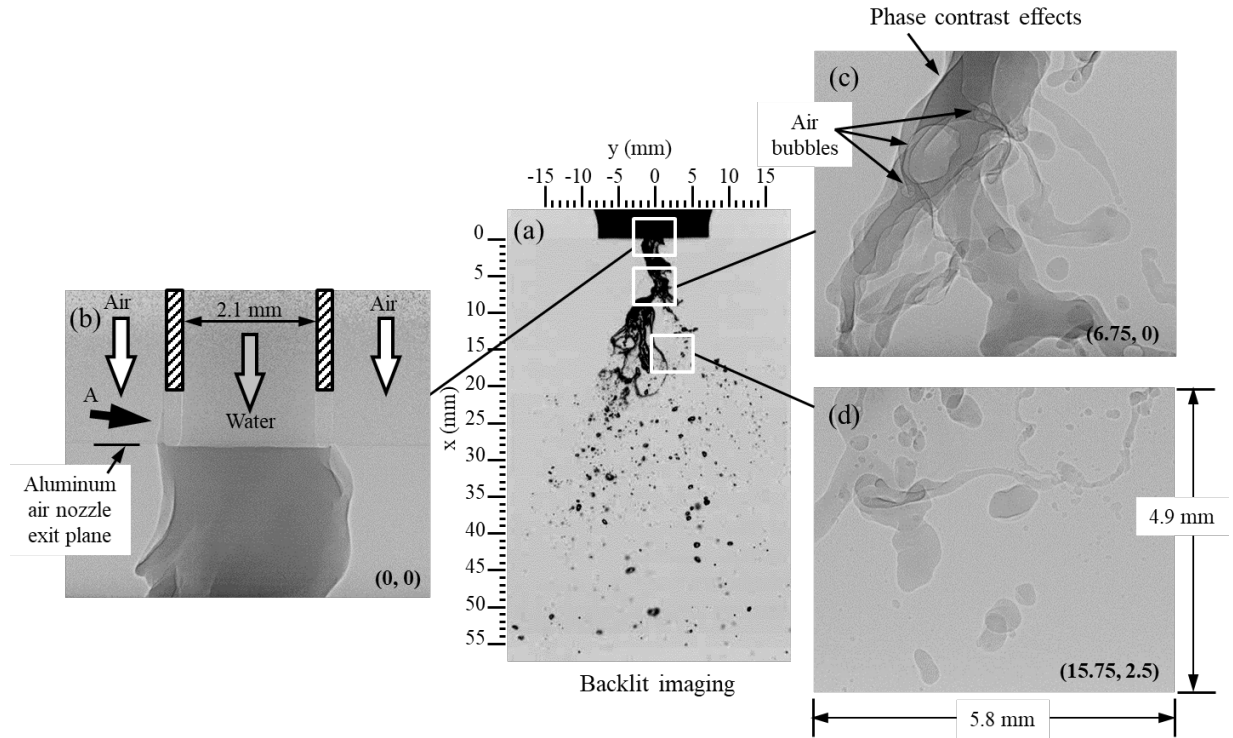 Phase contrast effects
(c)
Air
bubbles
(6.75, 0)
y (mm)
-15 -10 -5 0 5 10 15
(a)
x (mm)
0
5
10
15
20
25
30
35
40
45
50
55
Backlit imaging
(b)
Air
2.1 mm
Air
A
Water
Aluminum
air nozzle
exit plane
(0, 0)
(d)
4.9 mm
(15.75, 2.5)
5.8 mm